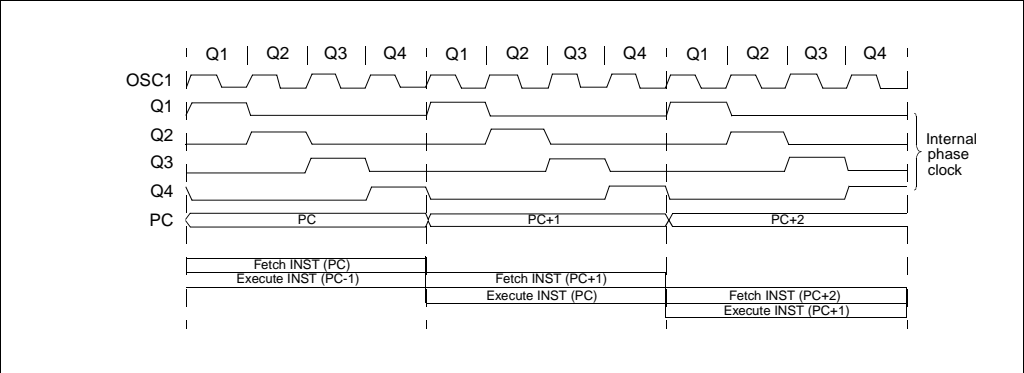 Q1 Q2 Q3 Q4 Q1 Q2 Q3 Q4 Q1 Q2 Q3 Q4
OSC1
Q1
Q2
Q3
Q4
Internal
phase
clock
PC PC PC+1 PC+2
Fetch INST (PC)
Execute INST (PC-1) Fetch INST (PC+1)
Execute INST (PC) Fetch INST (PC+2)
Execute INST (PC+1)